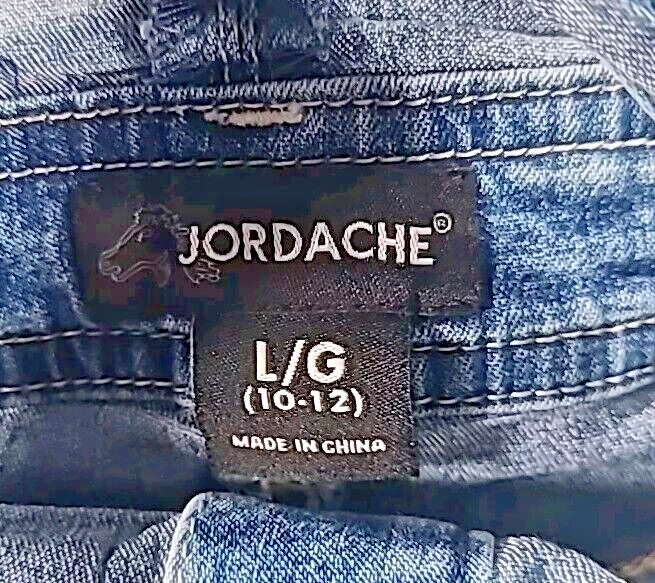 JORDACHE®
L/G
(10-12)
MADE IN CHINA